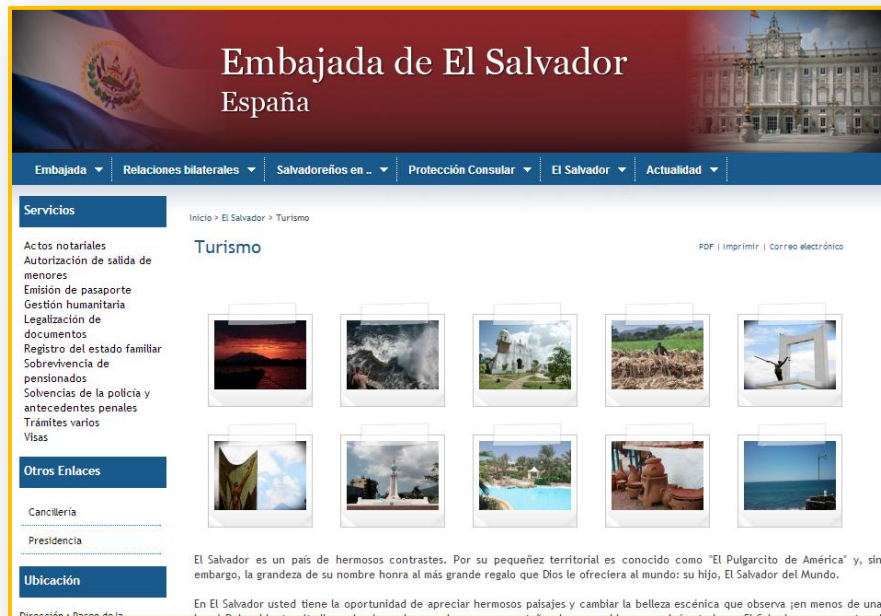 Embajada de El Salvador
España
Embajada
Relaciones bilaterales
Salvadoreños en ..
Protección Consular
El Salvador
Actualidad
Servicios
Actos notariales
Autorización de salida de
menores
Emisión de pasaporte
Gestión humanitaria
Legalización de
documentos
Registro del estado familiar
Sobrevivencia de
pensionados
Solvencias de la policía y
antecedentes penales
Trámites varios
Visas
Otros Enlaces
Cancillería
Presidencia
Ubicación
Dirección : Paseo de la
Inicio > El Salvador > Turismo
Turismo
PDF | Imprimir | Correo electrónico
El Salvador es un país de hermosos contrastes. Por su pequeñez territorial es conocido como "El Pulgarcito de América" y, sin
embargo, la grandeza de su nombre honra al más grande regalo que Dios le ofreciera al mundo: su hijo, El Salvador del Mundo.
En El Salvador usted tiene la oportunidad de apreciar hermosos paisajes y cambiar la belleza escénica que observa ¡en menos de una